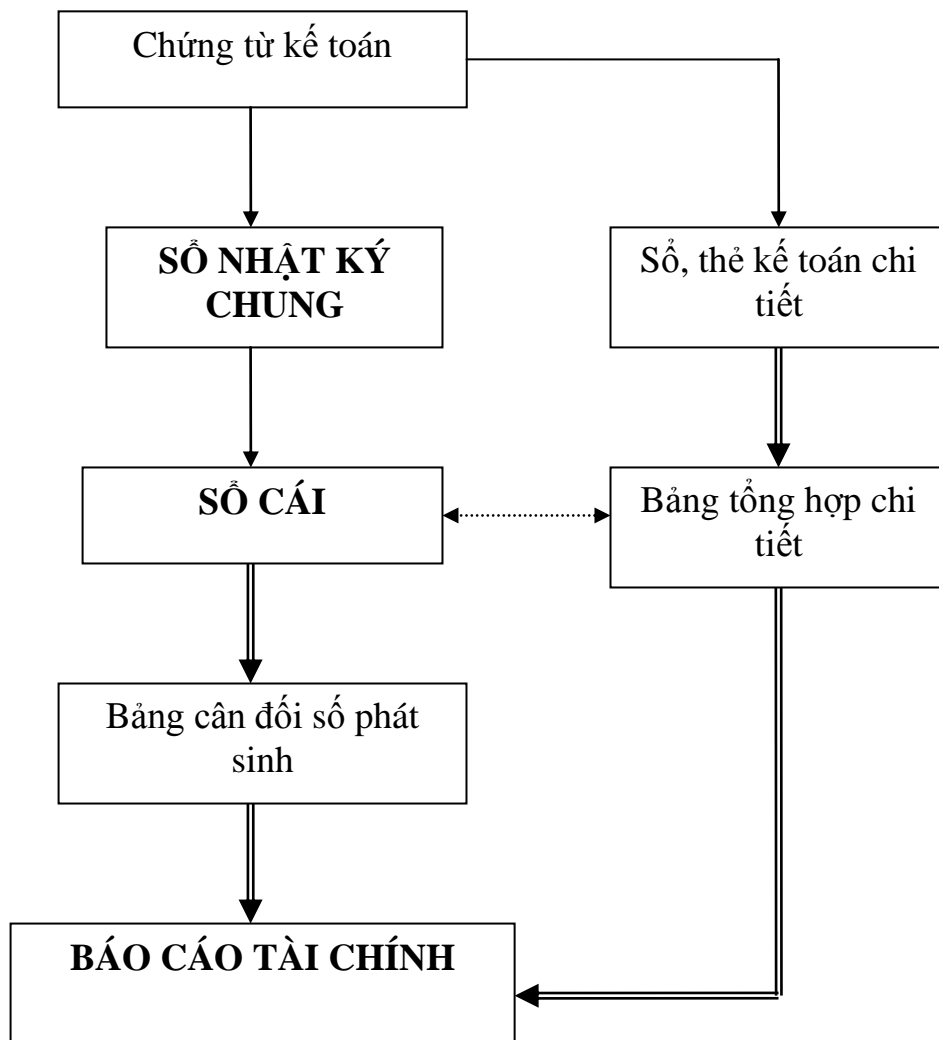 Chứng từ kế toán
SỔ NHẬT KÝ
CHUNG
Sổ, thẻ kế toán chi
tiết
SỔ CÁI
Bảng tổng hợp chi
tiết
Bảng cân đối số phát
sinh
BÁO CÁO TÀI CHÍNH